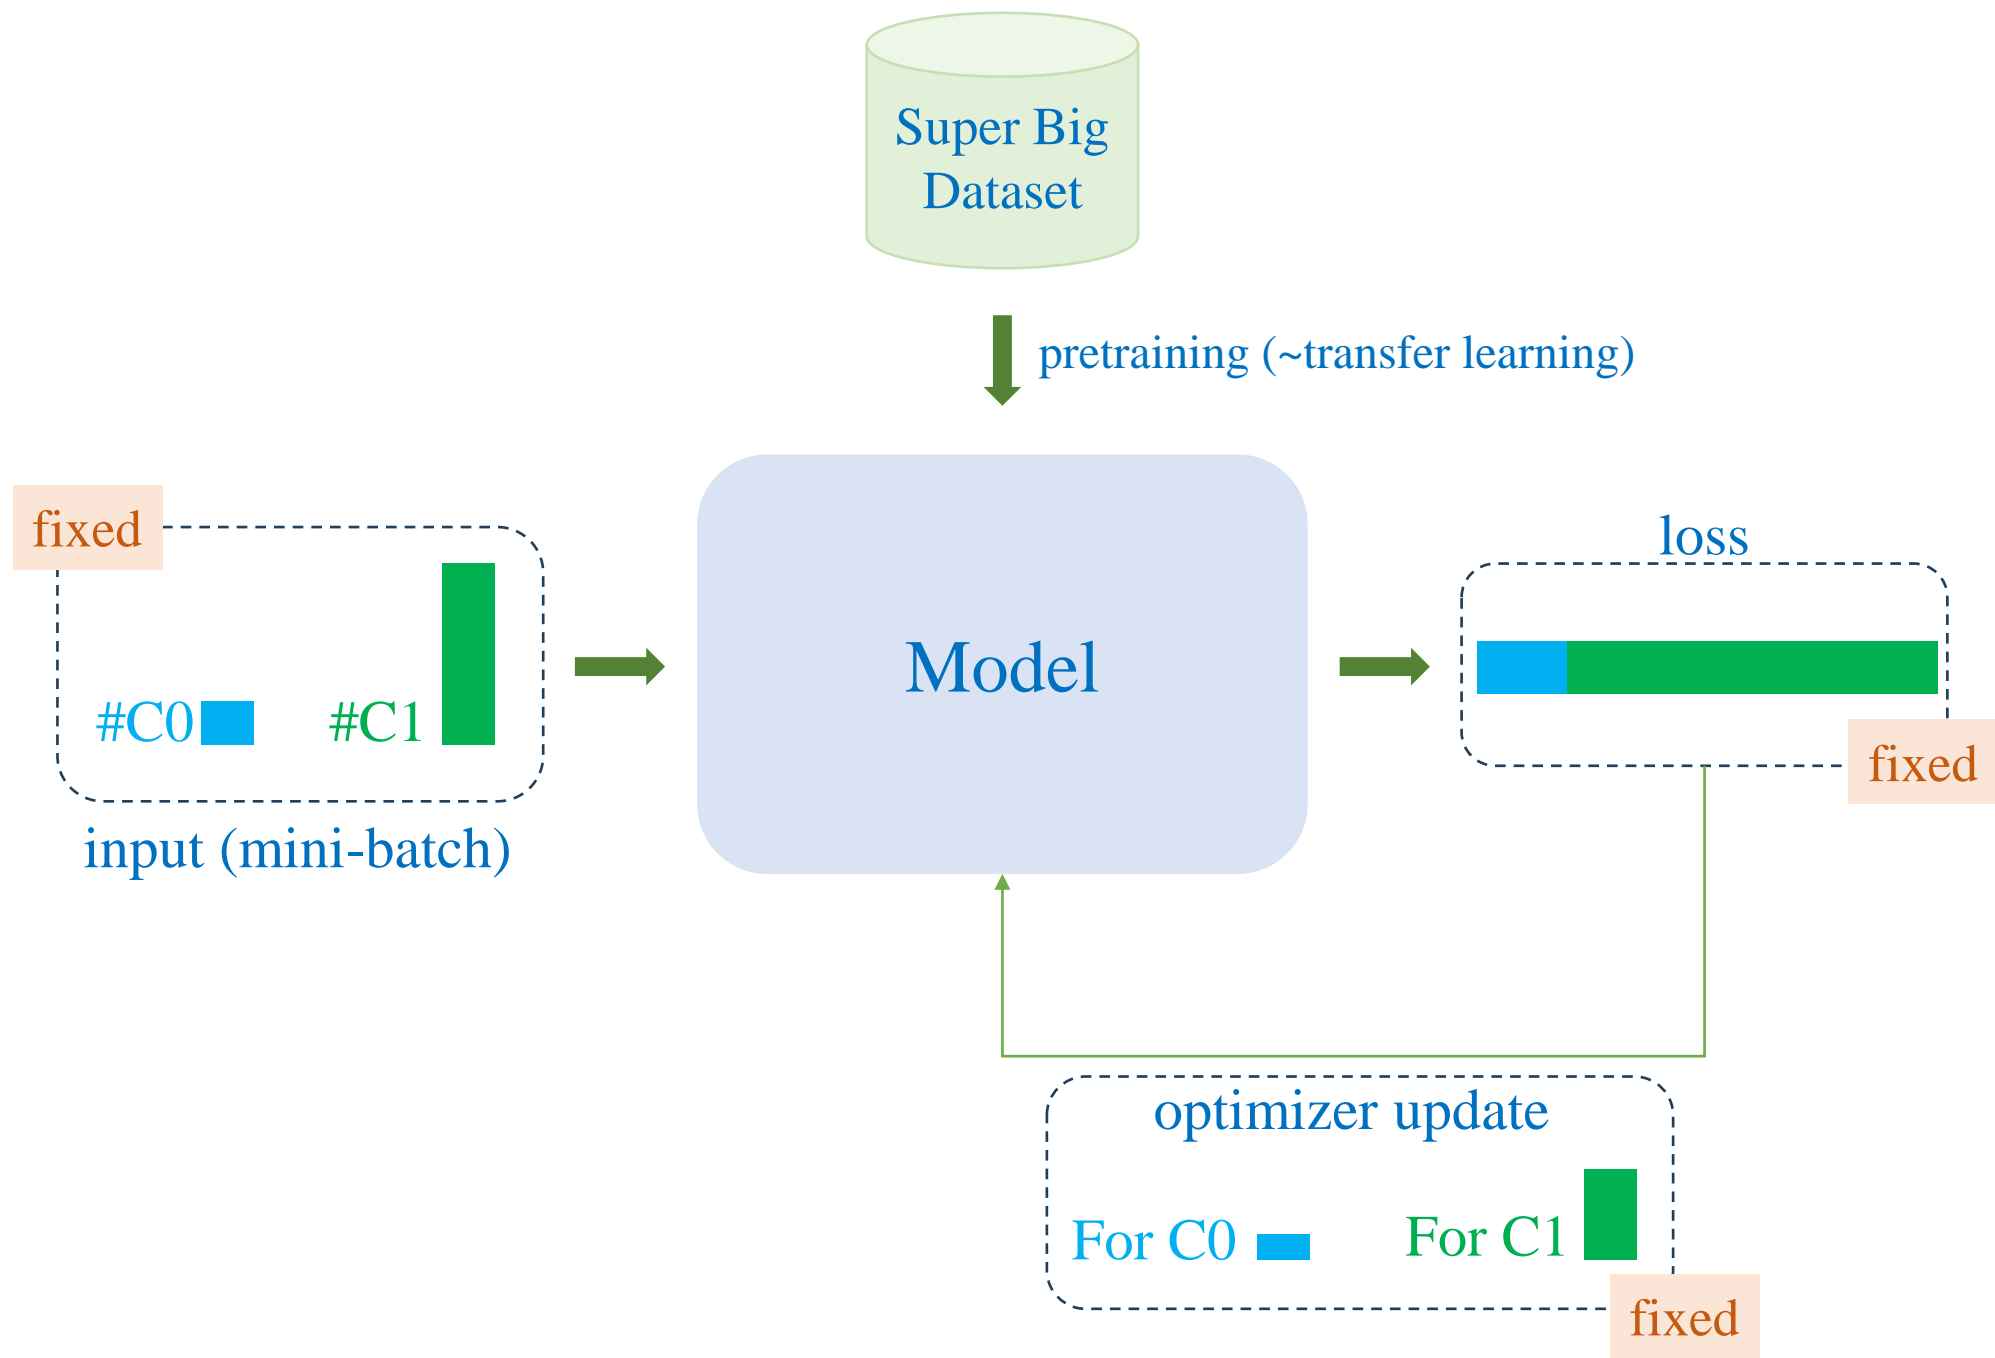 Super Big
Dataset
pretraining (~transfer learning)
fixed
#C0
#C1
input (mini-batch)
Model
loss
fixed
optimizer update
For C0
For C1
fixed